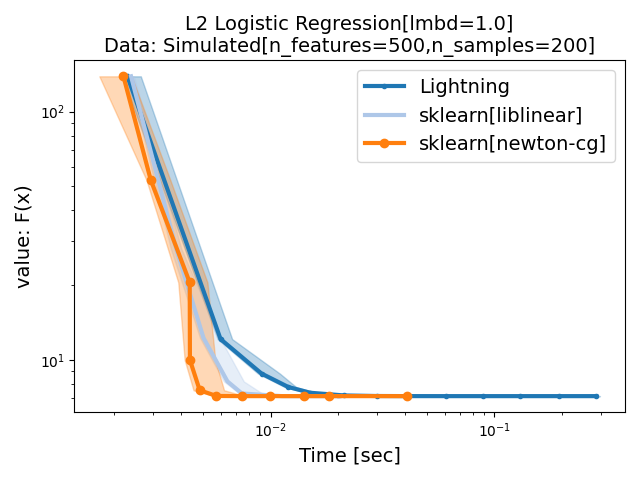 L2 Logistic Regression[lmbd=1.0]
Data: Simulated[n_features=500,n_samples=200]
Lightning
sklearn[liblinear]
sklearn[newton-cg]
value: F(x)
10²
10¹
10⁻²
10⁻¹
Time [sec]